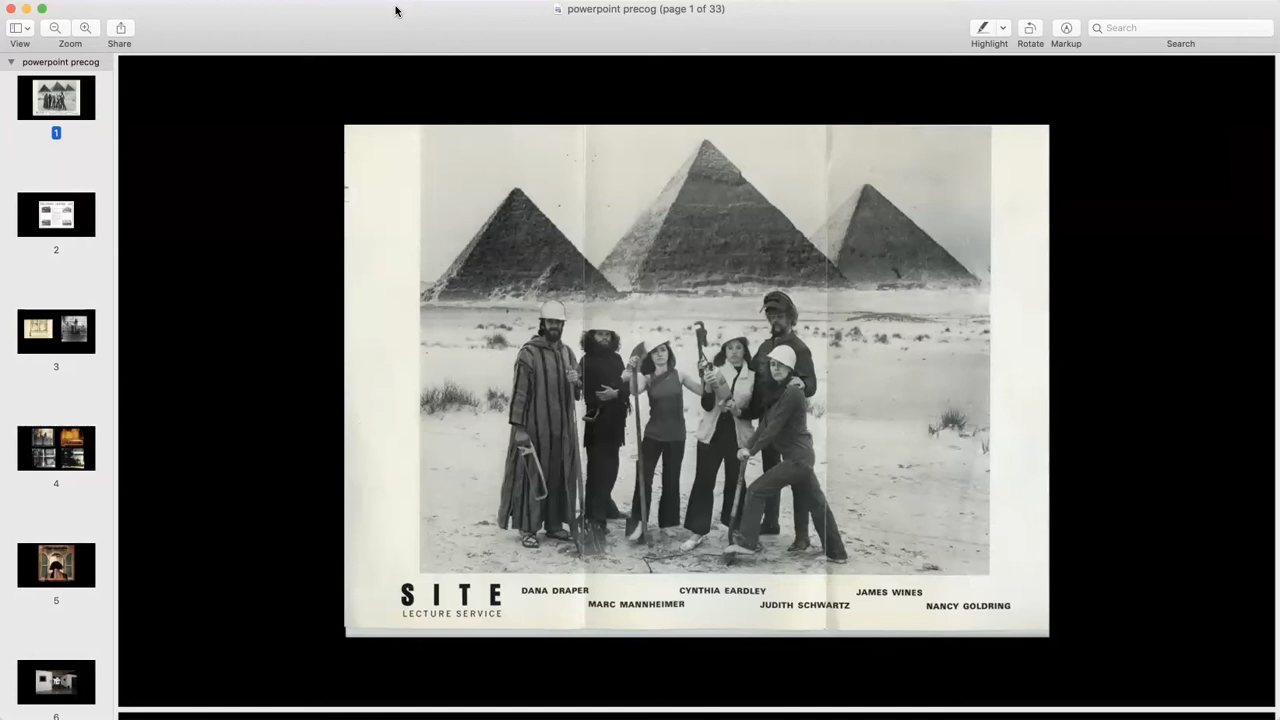 powerpoint precog (page 1 of 33)
View
Zoom
Share
Highlight
Rotate
Markup
Search
Search
powerpoint precog
1
2
3
4
5
6
SITE
LECTURE SERVICE
DANA DRAPER
MARC MANNHEIMER
CYNTHIA EARDLEY
JUDITH SCHWARTZ
JAMES WINES
NANCY GOLDRING